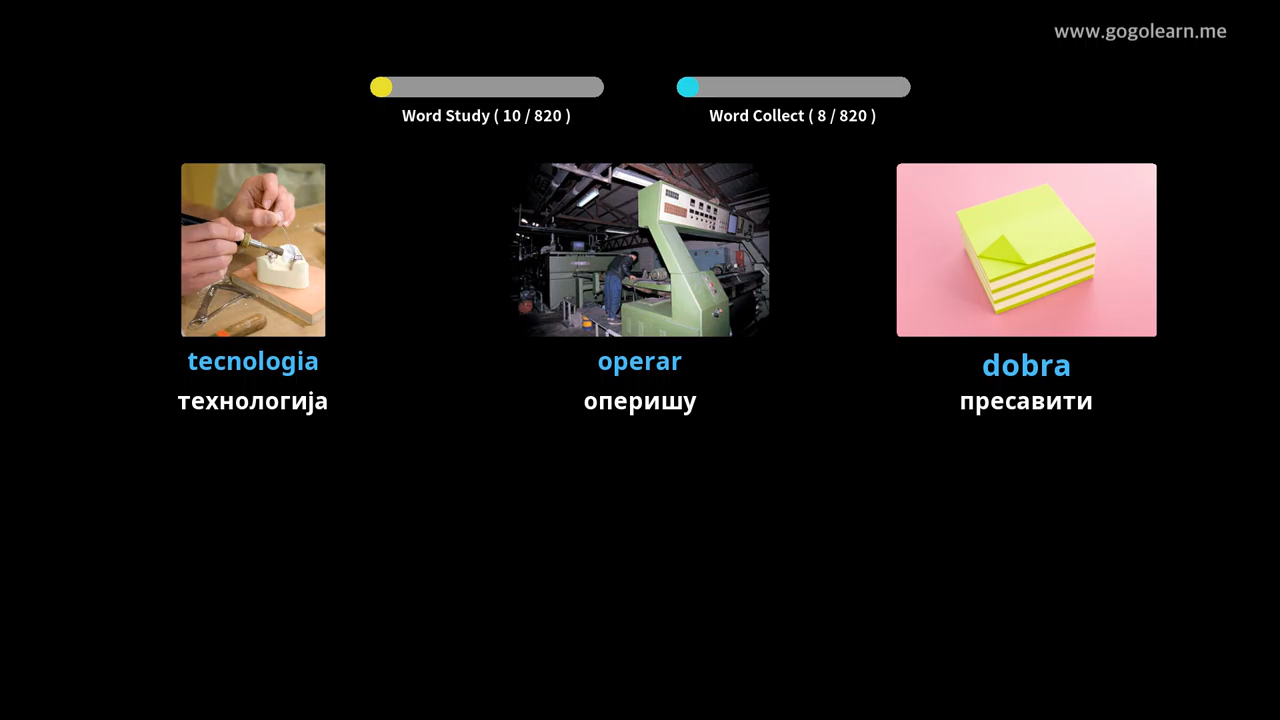 www.gogolearn.me
Word Study ( 10 / 820 )
Word Collect ( 8 / 820 )
tecnologia
технологија
operar
оперишу
dobra
пресавити